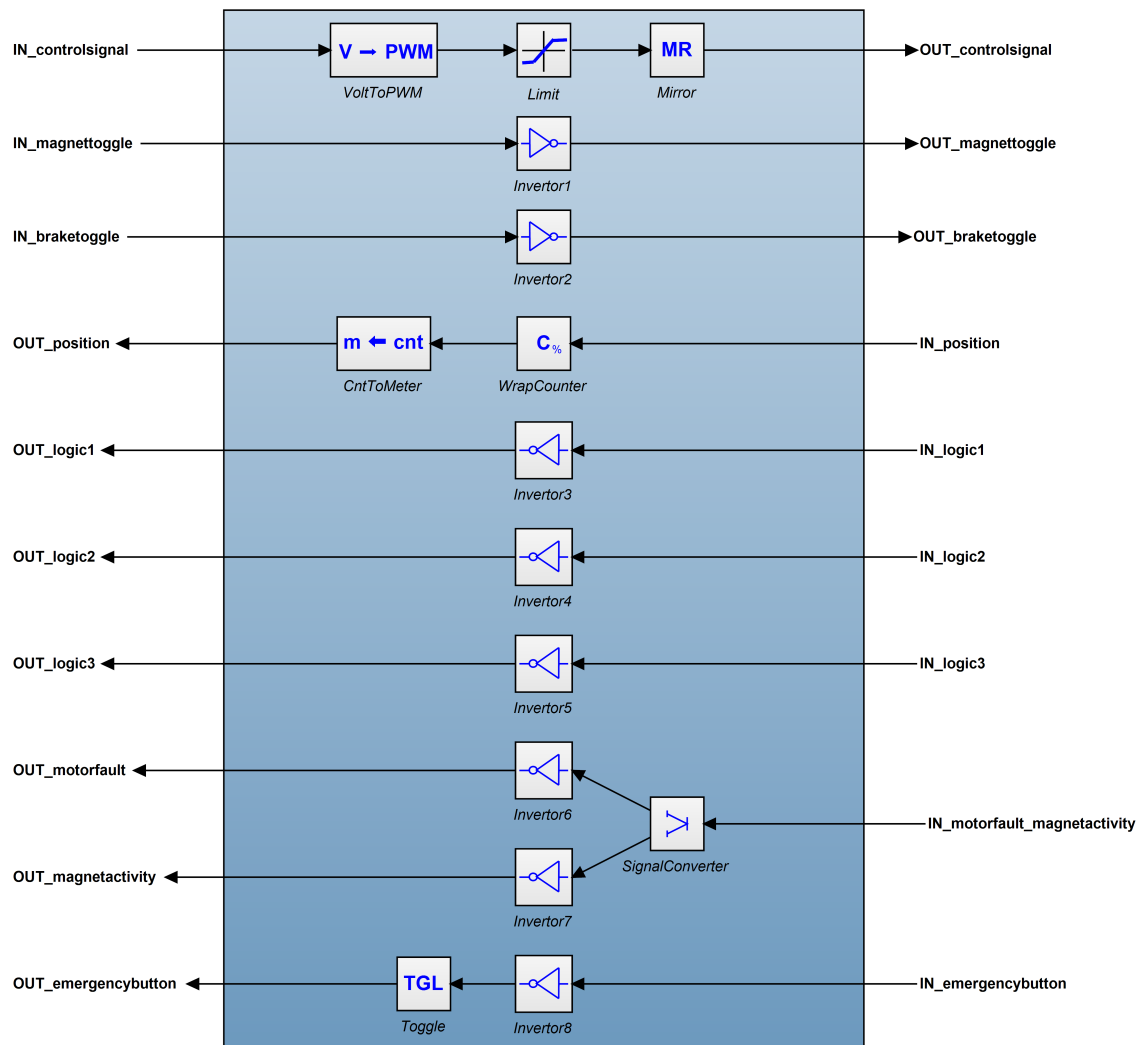 IN_controlsignal
V → PWM
VoltToPWM
Limit
MR
Mirror
OUT_controlsignal
IN_magnettoggle
Invertor1
OUT_magnettoggle
IN_braketoggle
Invertor2
OUT_braketoggle
OUT_position
m ← cnt
CntToMeter
C%
WrapCounter
IN_position
OUT_logic1
Invertor3
IN_logic1
OUT_logic2
Invertor4
IN_logic2
OUT_logic3
Invertor5
IN_logic3
OUT_motorfault
Invertor6
SignalConverter
IN_motorfault_magnetactivity
OUT_magnetactivity
Invertor7
OUT_emergencybutton
TGL
Toggle
Invertor8
IN_emergencybutton